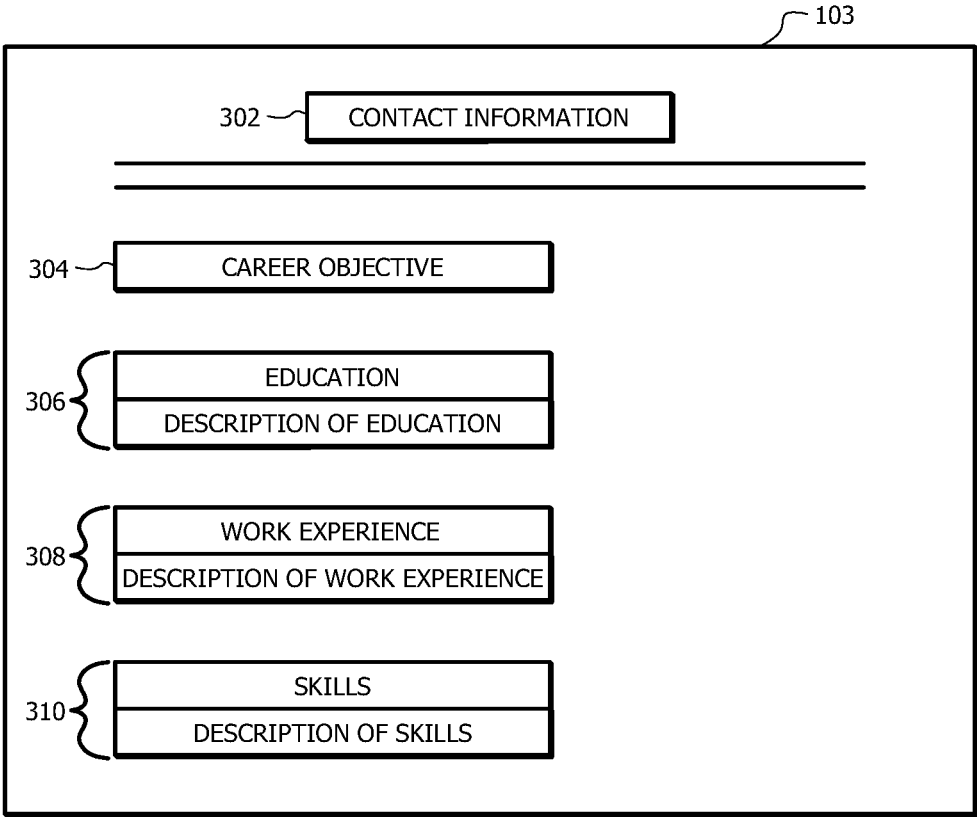 103
302 CONTACT INFORMATION
304 CAREER OBJECTIVE
306
EDUCATION
DESCRIPTION OF EDUCATION
308
WORK EXPERIENCE
DESCRIPTION OF WORK EXPERIENCE
310
SKILLS
DESCRIPTION OF SKILLS